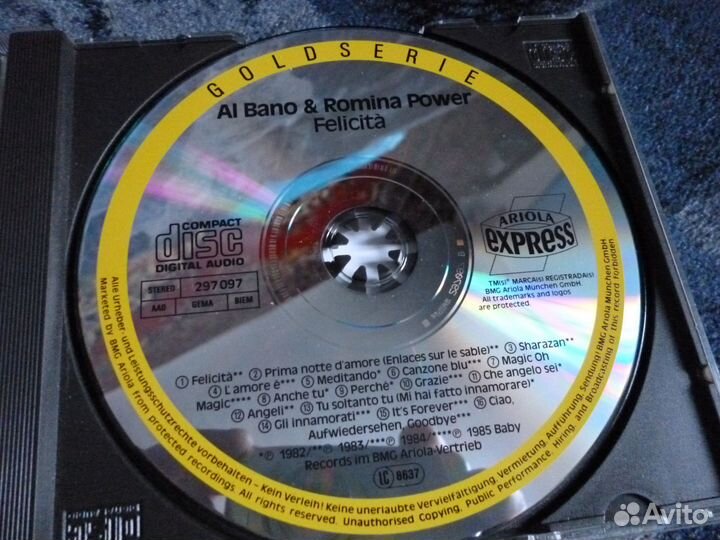 GOLDSERIE
Al Bano & Romina Power
Felicità
COMPACT
disc
DIGITAL AUDIO
STEREO 297 097
AAD GEMA BIEM
ARIOLA
eXPRESS
TM(S)® MARCA(S) REGISTRADA(S)
BMG Ariola München GmbH.
All trademarks and logos
are protected.
① Felicità** ② Prima notte d'amore (Enlaces sur le sable)** ③ Sharazan**
④ L'amore è*** ⑤ Meditando* ⑥ Canzone blu*** ⑦ Magic Oh
Magic**** ⑧ Anche tu* ⑨ Perché* ⑩ Grazie*** ⑪ Che angelo sei*
⑫ Angeli** ⑬ Tu soltanto tu (Mi hai fatto innamorare)*
⑭ Gli innamorati*** ⑮ It's Forever*** ⑯ Ciao,
Aufwiedersehen, Goodbye***
*℗ 1982/**℗ 1983/***℗ 1984/****℗ 1985 Baby
Records im BMG Ariola-Vertrieb
LC 8637
Alle Urheber- und Leistungsschutzrechte vorbehalten – Kein Verleih! Keine unerlaubte Vervielfältigung, Vermietung, Aufführung, Sendung! BMG Ariola München GmbH
Marketed by BMG Ariola from protected recordings. All rights reserved. Unauthorised Copying, Public Performance, Hiring and Broadcasting of this record forbidden
Avito